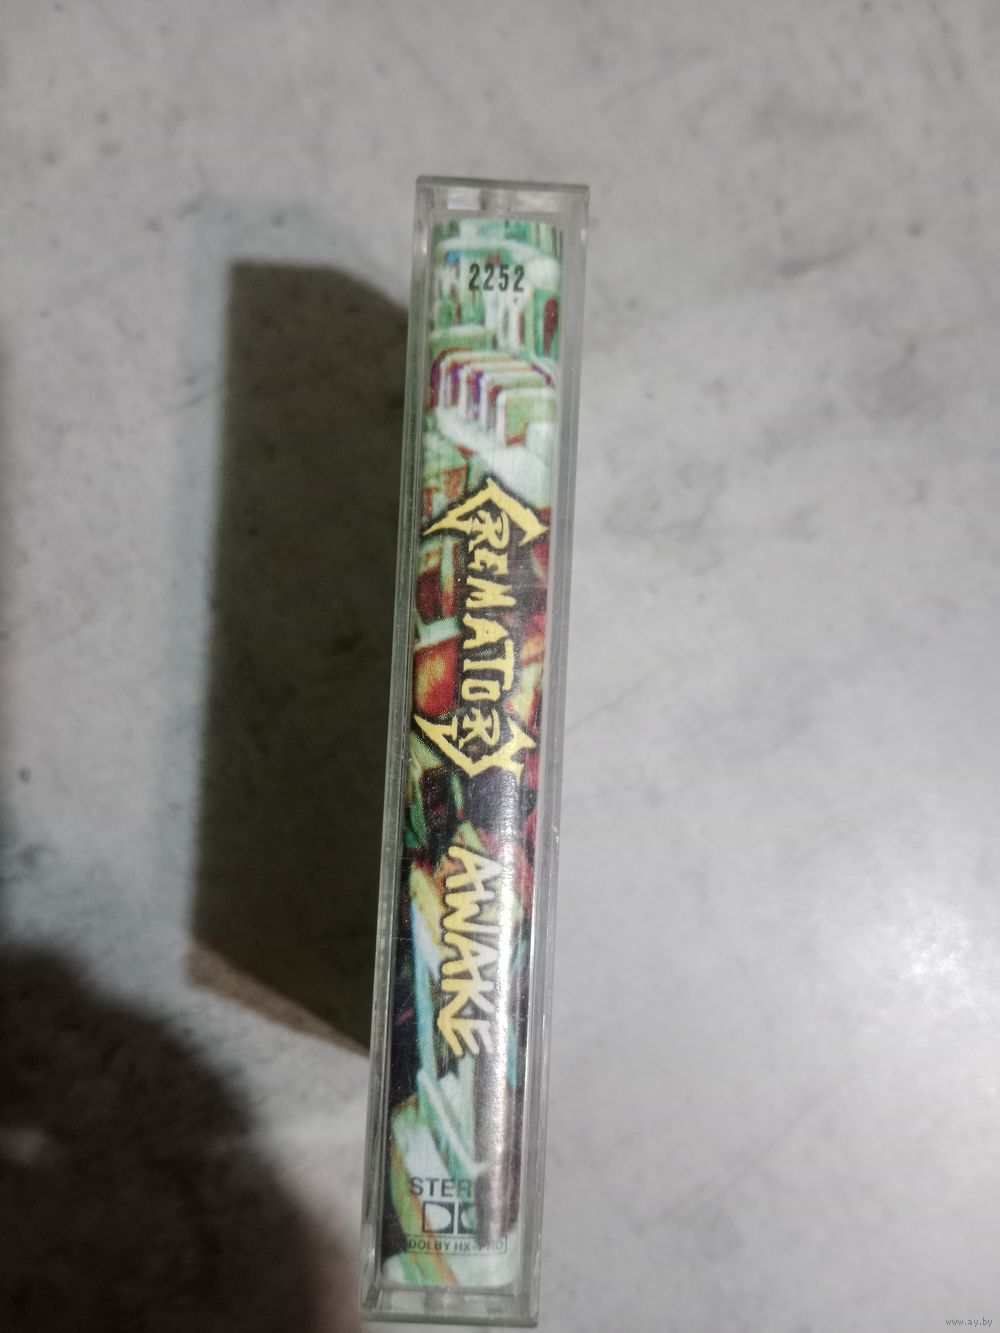 2252
CREMATORY
AWAKE
STEREO
DOLBY HX-PRO
www.ay.by